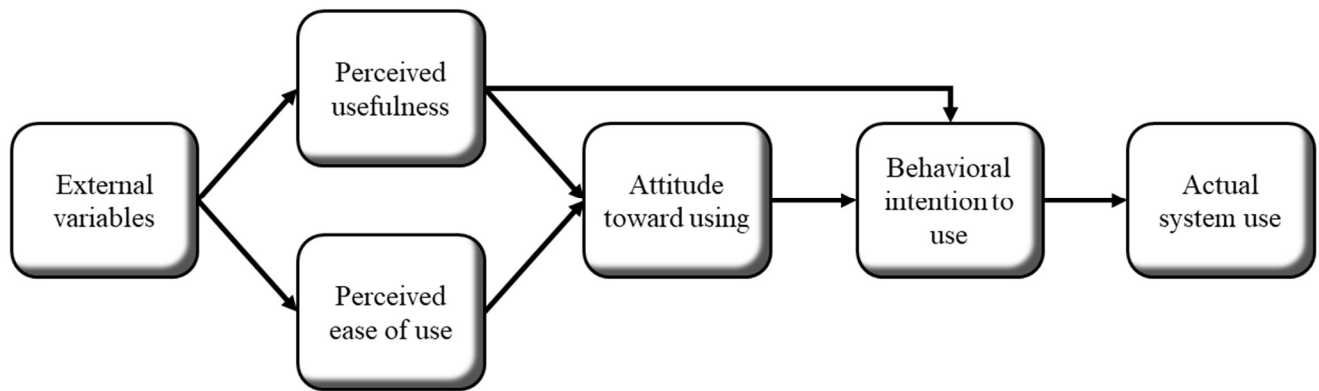 External
variables
Perceived
usefulness
Perceived
ease of use
Attitude
toward using
Behavioral
intention to
use
Actual
system use